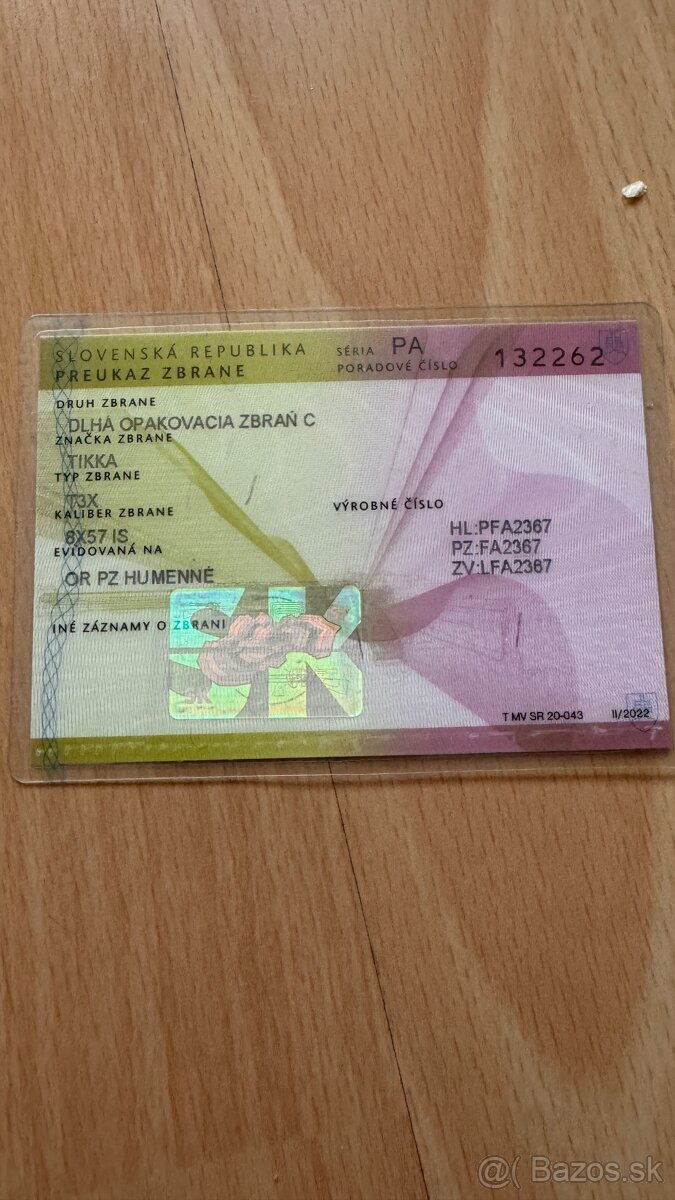 SLOVENSKÁ REPUBLIKA
PREUKAZ ZBRANE
SÉRIA PA
PORADOVÉ ČÍSLO 132262
DRUH ZBRANE
DLHÁ OPAKOVACIA ZBRAŇ C
ZNAČKA ZBRANE
TIKKA
TYP ZBRANE
T3X
KALIBER ZBRANE
8X57 IS
EVIDOVANÁ NA
OR PZ HUMENNÉ
VÝROBNÉ ČÍSLO
HL:PFA2367
PZ:FA2367
ZV:LFA2367
INÉ ZÁZNAMY O ZBRANI
SK
T MV SR 20-043 II/2022
@( Bazos.sk